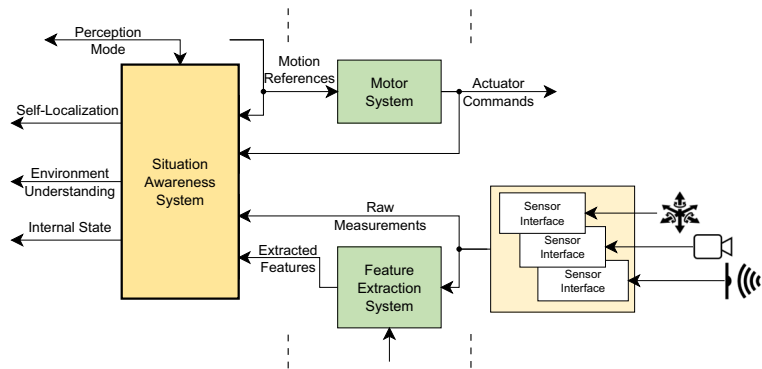 Perception
Mode
Motion
References
Motor
System
Actuator
Commands
Self-Localization
Situation
Awareness
System
Environment
Understanding
Internal State
Raw
Measurements
Extracted
Features
Feature
Extraction
System
Sensor
Interface
Sensor
Interface
Sensor
Interface